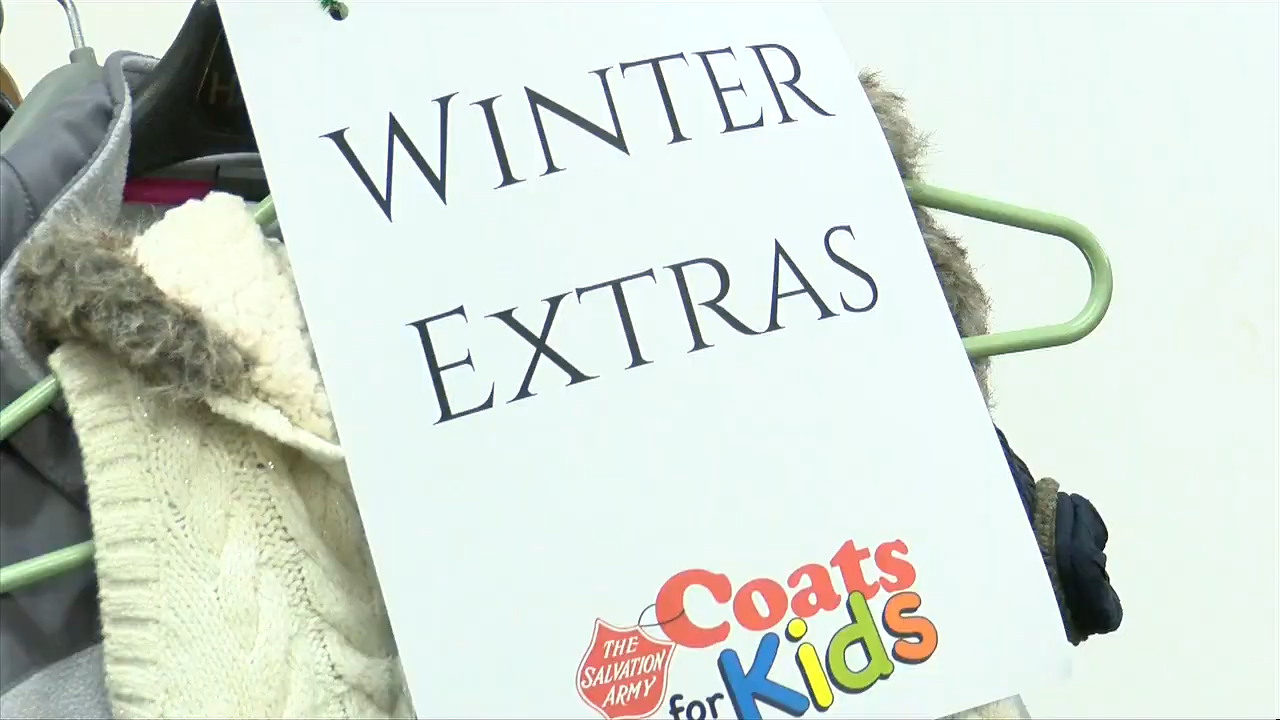 WINTER
EXTRAS
Coats
for Kids
THE
SALVATION
ARMY